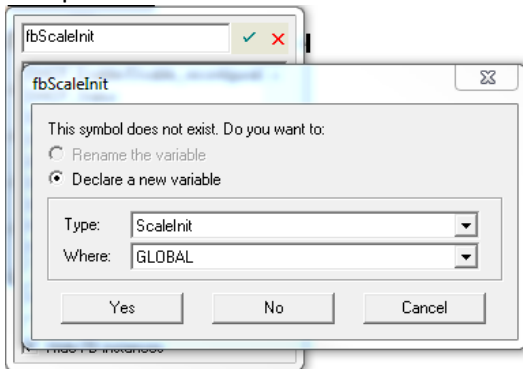 fbScaleInit
fbScaleInit
This symbol does not exist. Do you want to:
Rename the variable
Declare a new variable
Type: ScaleInit
Where: GLOBAL
Yes No Cancel